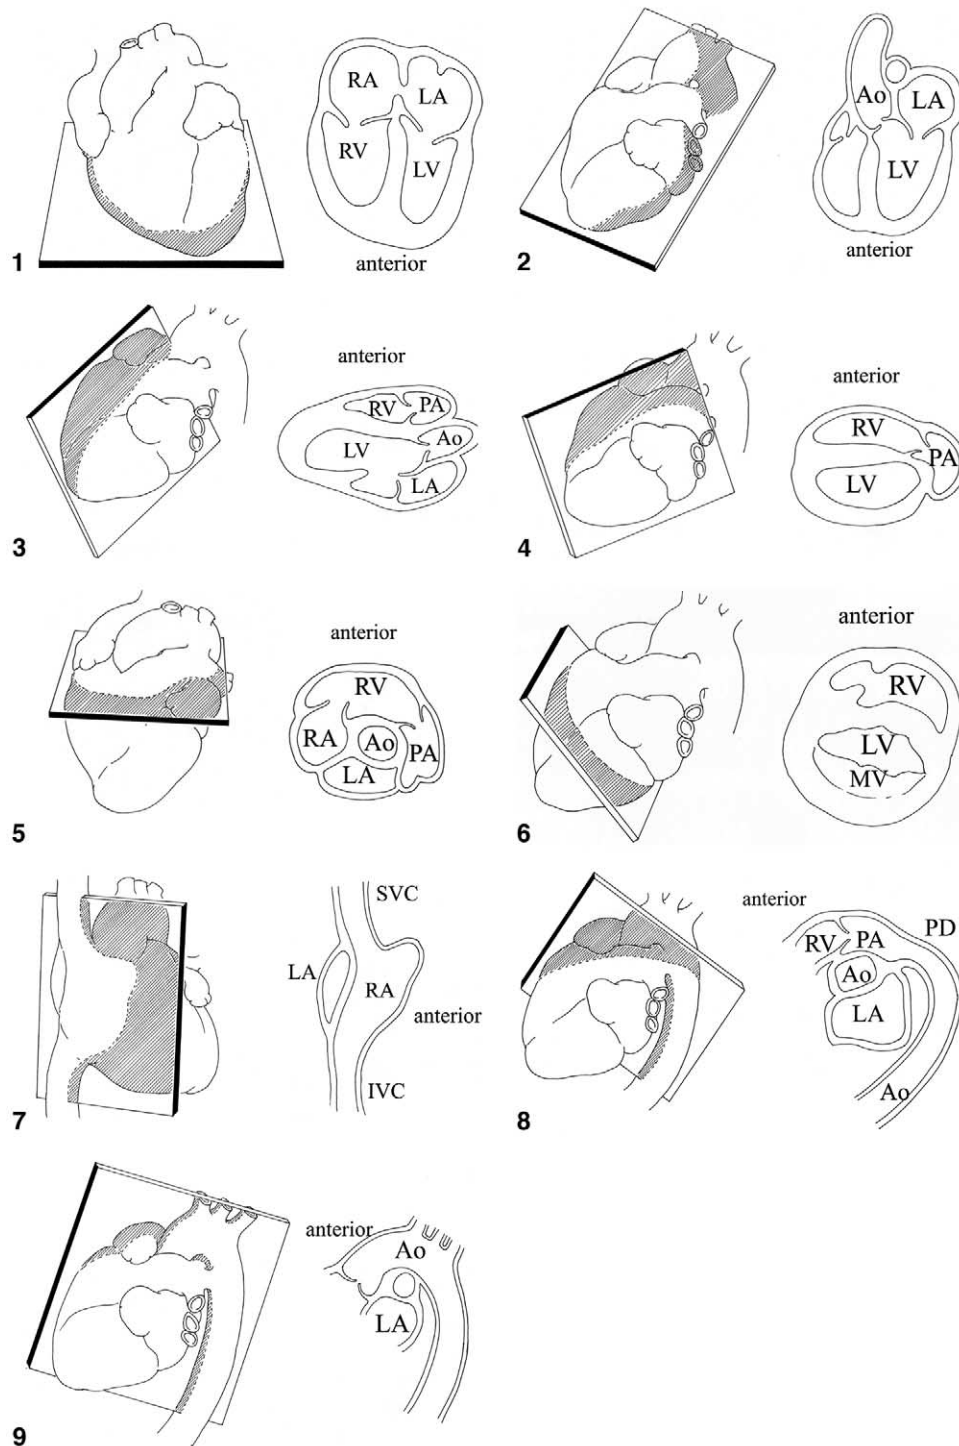 RA
LA
RV
LV
anterior
1
Ao
LA
LV
anterior
2
anterior
RV
PA
Ao
LV
LA
3
anterior
RV
PA
LV
4
anterior
RV
RA
Ao
PA
LA
5
anterior
RV
LV
MV
6
SVC
LA
RA
anterior
IVC
7
anterior
PD
RV
PA
Ao
LA
Ao
8
anterior
Ao
LA
9